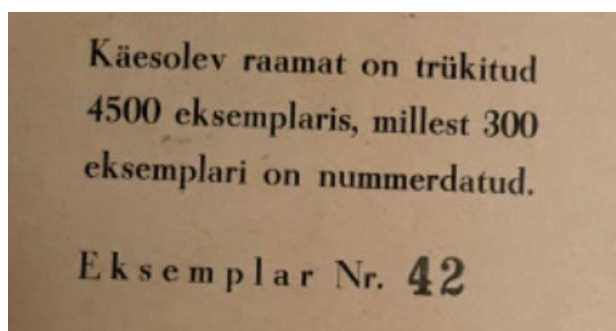 Käesolev raamat on trükitud
4500 eksemplaris, millest 300
eksemplari on nummerdatud.
Eksemplar Nr. 42